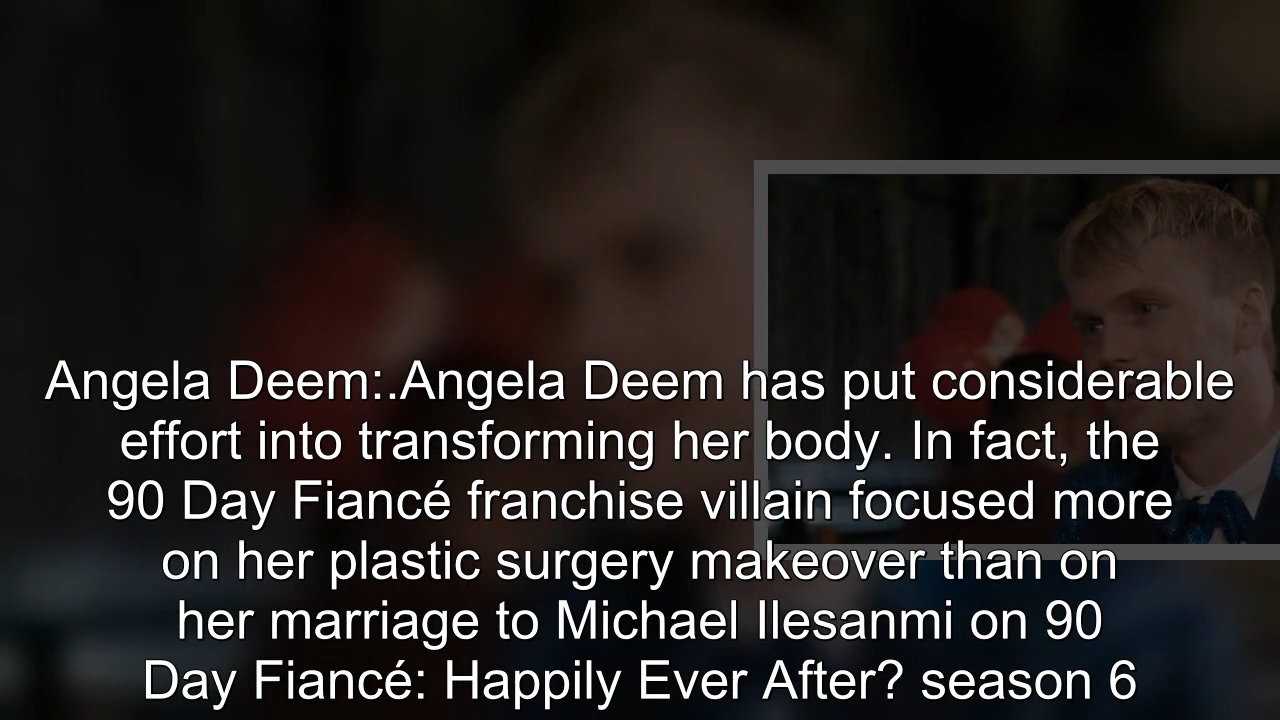 Angela Deem:.Angela Deem has put considerable
effort into transforming her body. In fact, the
90 Day Fiancé franchise villain focused more
on her plastic surgery makeover than on
her marriage to Michael Ilesanmi on 90
Day Fiancé: Happily Ever After? season 6